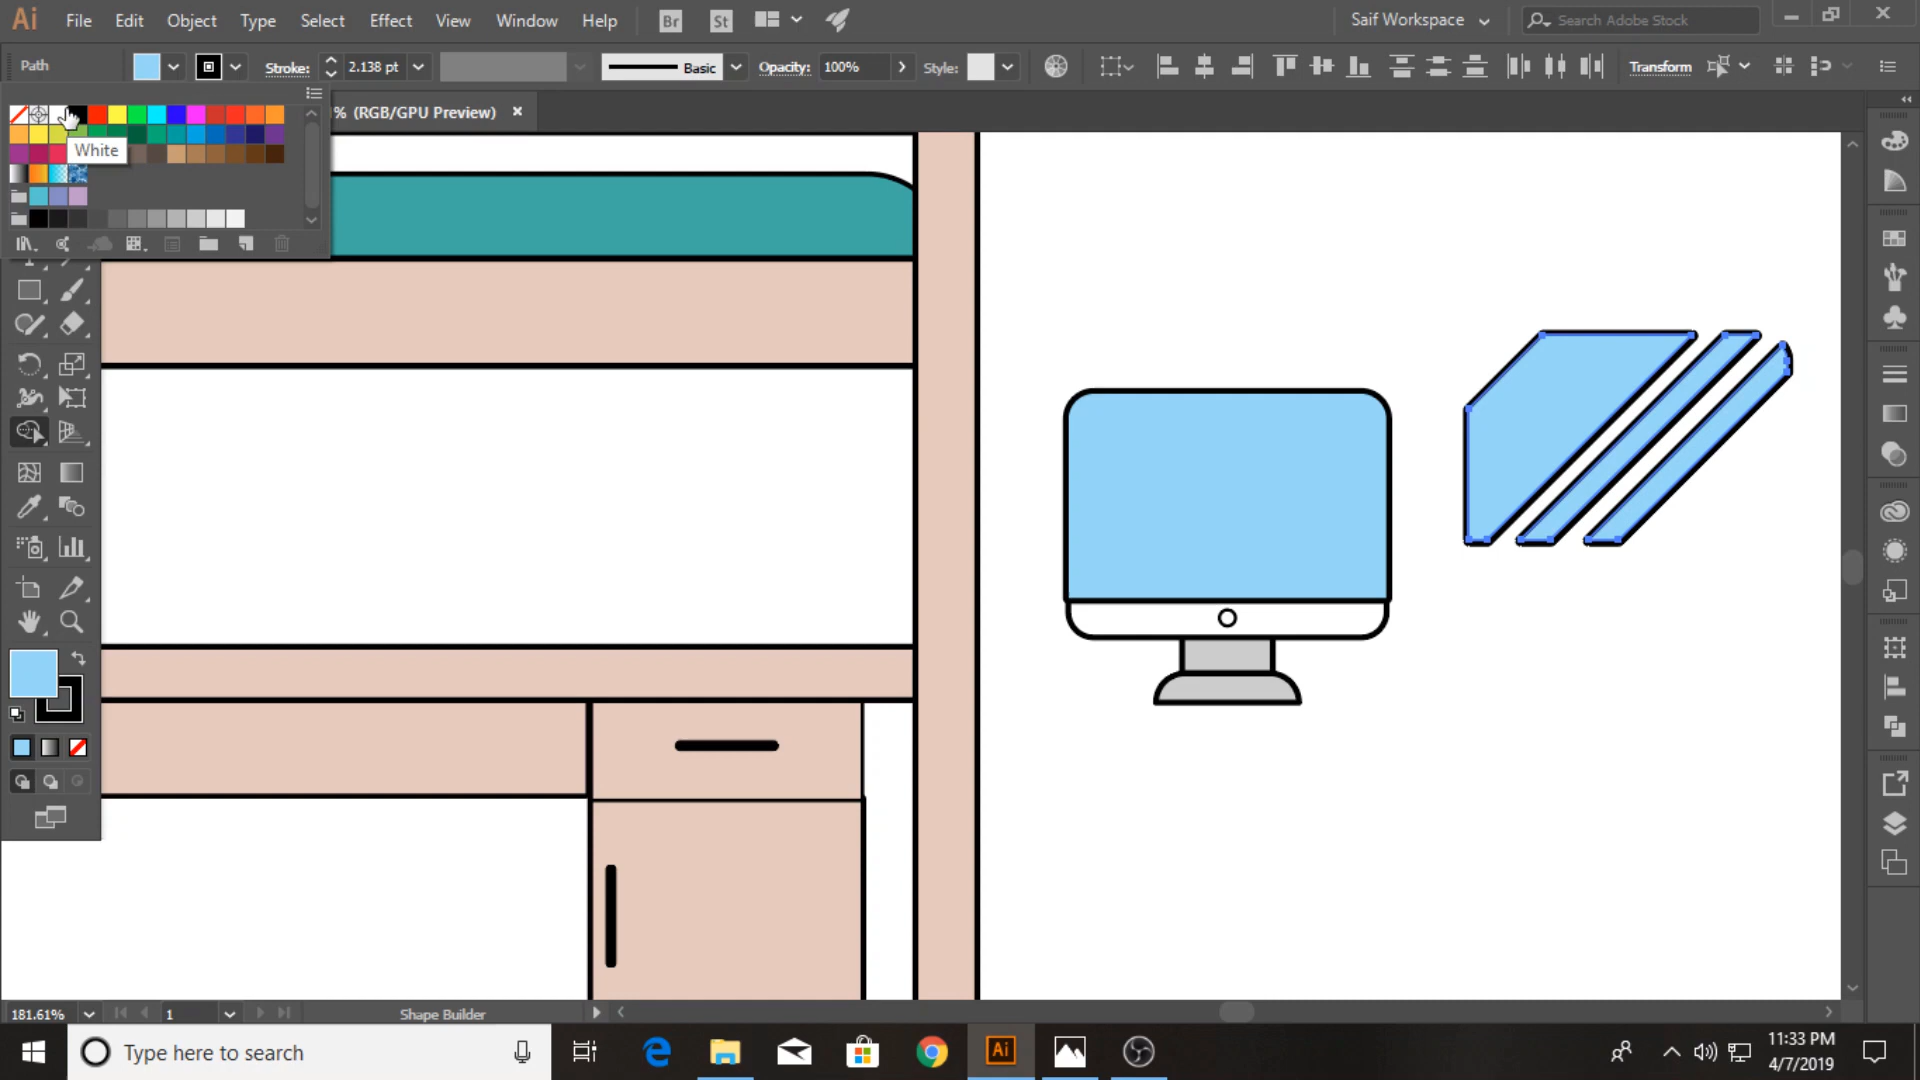 Ai File Edit Object Type Select Effect View Window Help Br St Saif Workspace Search Adobe Stock
Path Stroke: 2.138 pt Basic Opacity: 100% Style: Transform
% (RGB/GPU Preview) ×
White
181.61% 1 Shape Builder
Type here to search Ai 11:33 PM
4/7/2019